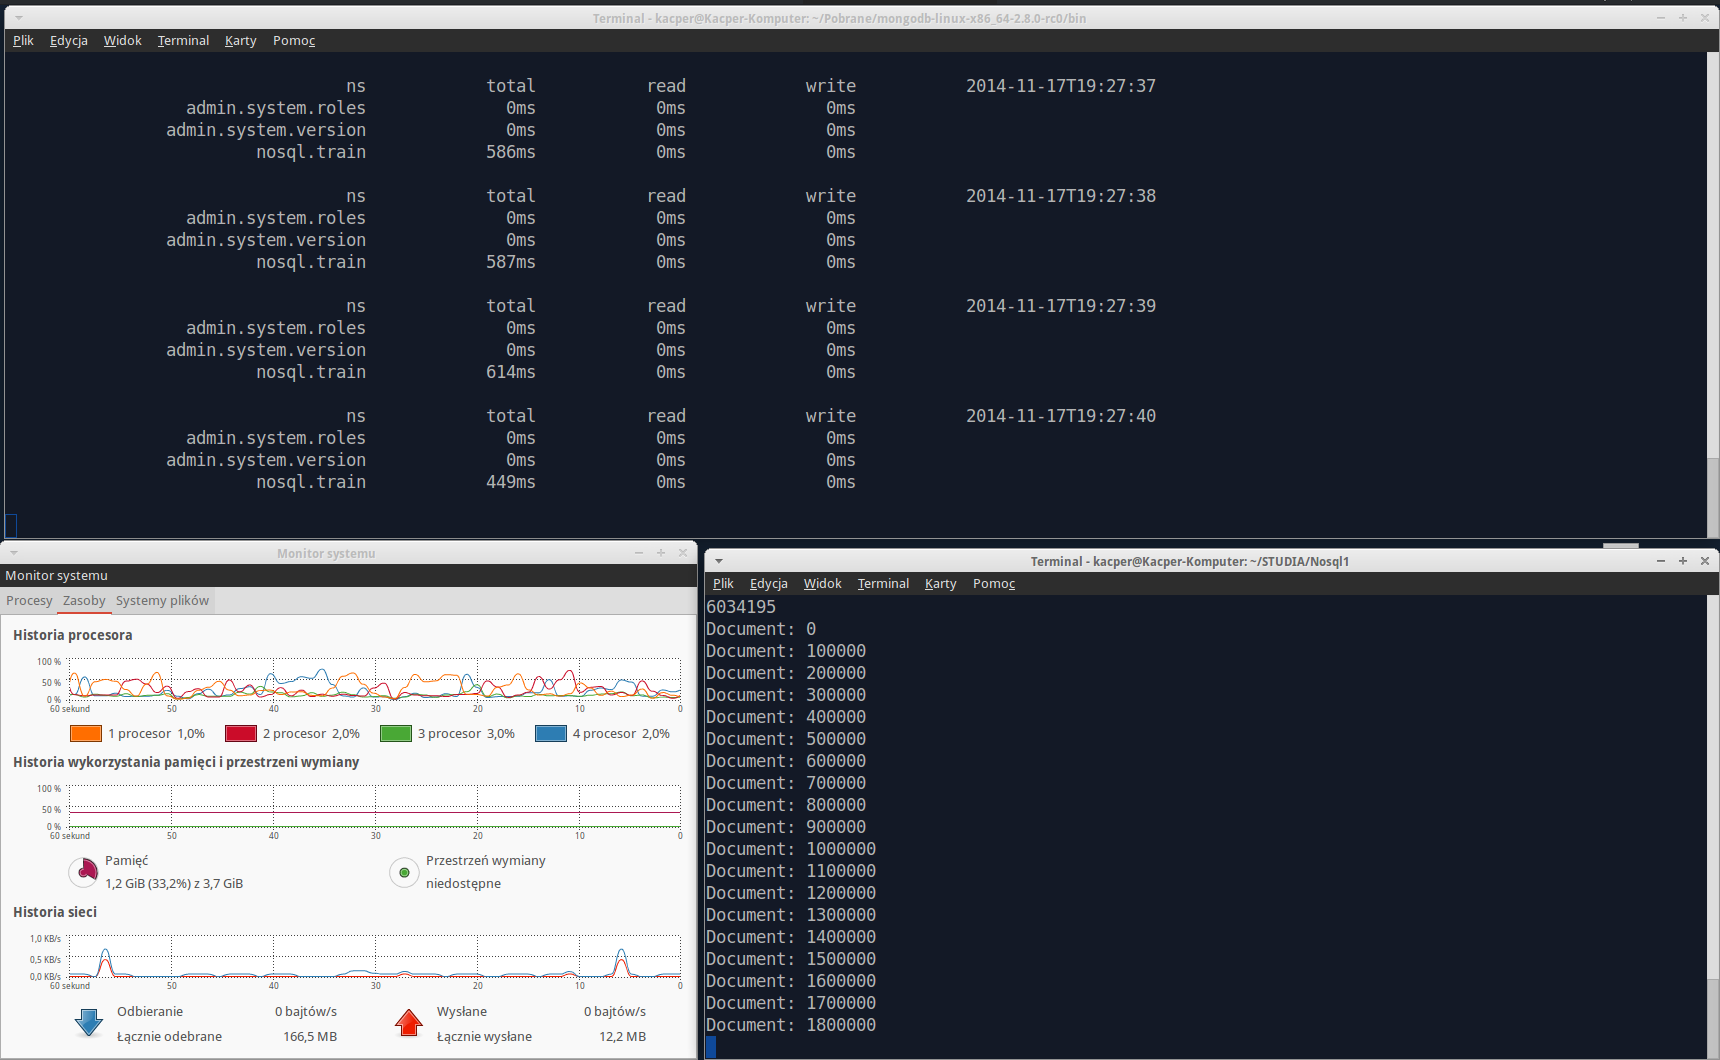 Terminal - kacper@Kacper-Komputer: ~/Pobrane/mongodb-linux-x86_64-2.8.0-rc0/bin
Plik Edycja Widok Terminal Karty Pomoc
ns total read write 2014-11-17T19:27:37
admin.system.roles 0ms 0ms 0ms
admin.system.version 0ms 0ms 0ms
nosql.train 586ms 0ms 0ms
ns total read write 2014-11-17T19:27:38
admin.system.roles 0ms 0ms 0ms
admin.system.version 0ms 0ms 0ms
nosql.train 587ms 0ms 0ms
ns total read write 2014-11-17T19:27:39
admin.system.roles 0ms 0ms 0ms
admin.system.version 0ms 0ms 0ms
nosql.train 614ms 0ms 0ms
ns total read write 2014-11-17T19:27:40
admin.system.roles 0ms 0ms 0ms
admin.system.version 0ms 0ms 0ms
nosql.train 449ms 0ms 0ms
Monitor systemu
Monitor systemu
Procesy Zasoby Systemy plików
Historia procesora
100 %
50 %
0 %
60 sekund 50 40 30 20 10 0
1 procesor 1,0% 2 procesor 2,0% 3 procesor 3,0% 4 procesor 2,0%
Historia wykorzystania pamięci i przestrzeni wymiany
100 %
50 %
0 %
60 sekund 50 40 30 20 10 0
Pamięć Przestrzeń wymiany
1,2 GiB (33,2%) z 3,7 GiB niedostępne
Historia sieci
1,0 KB/s
0,5 KB/s
0,0 KB/s
60 sekund 50 40 30 20 10 0
Odbieranie 0 bajtów/s Wysłane 0 bajtów/s
Łącznie odebrane 166,5 MB Łącznie wysłane 12,2 MB
Terminal - kacper@Kacper-Komputer: ~/STUDIA/Nosql1
Plik Edycja Widok Terminal Karty Pomoc
6034195
Document: 0
Document: 100000
Document: 200000
Document: 300000
Document: 400000
Document: 500000
Document: 600000
Document: 700000
Document: 800000
Document: 900000
Document: 1000000
Document: 1100000
Document: 1200000
Document: 1300000
Document: 1400000
Document: 1500000
Document: 1600000
Document: 1700000
Document: 1800000